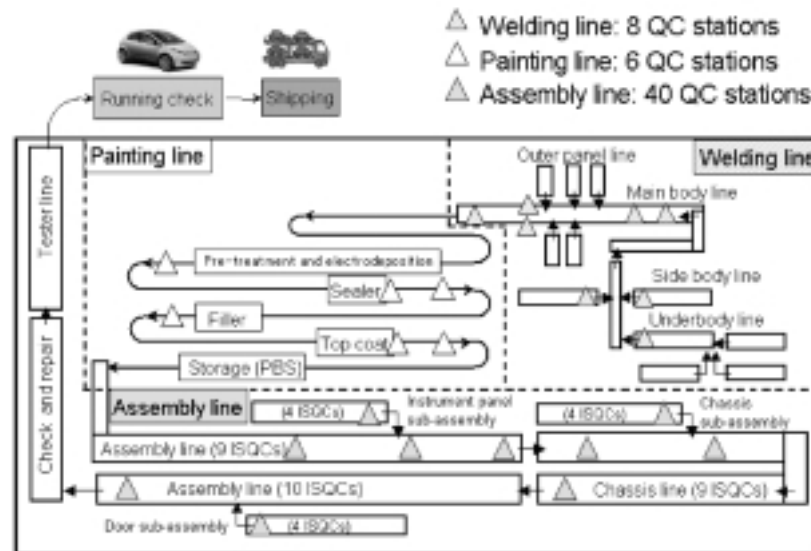 Welding line: 8 QC stations
Painting line: 6 QC stations
Assembly line: 40 QC stations
Running check
Shipping
Painting line
Outer panel line
Welding line
Main body line
Tester line
Pre-treatment and electrodeposition
Sealer
Side body line
Filler
Underbody line
Top coat
Storage (PBS)
Check and repair
Assembly line
(4 ISQCs)
Instrument panel
sub-assembly
(4 ISQCs)
Chassis
sub-assembly
Assembly line (9 ISQCs)
Assembly line (10 ISQCs)
Chassis line (9 ISQCs)
Door sub-assembly
(4 ISQCs)